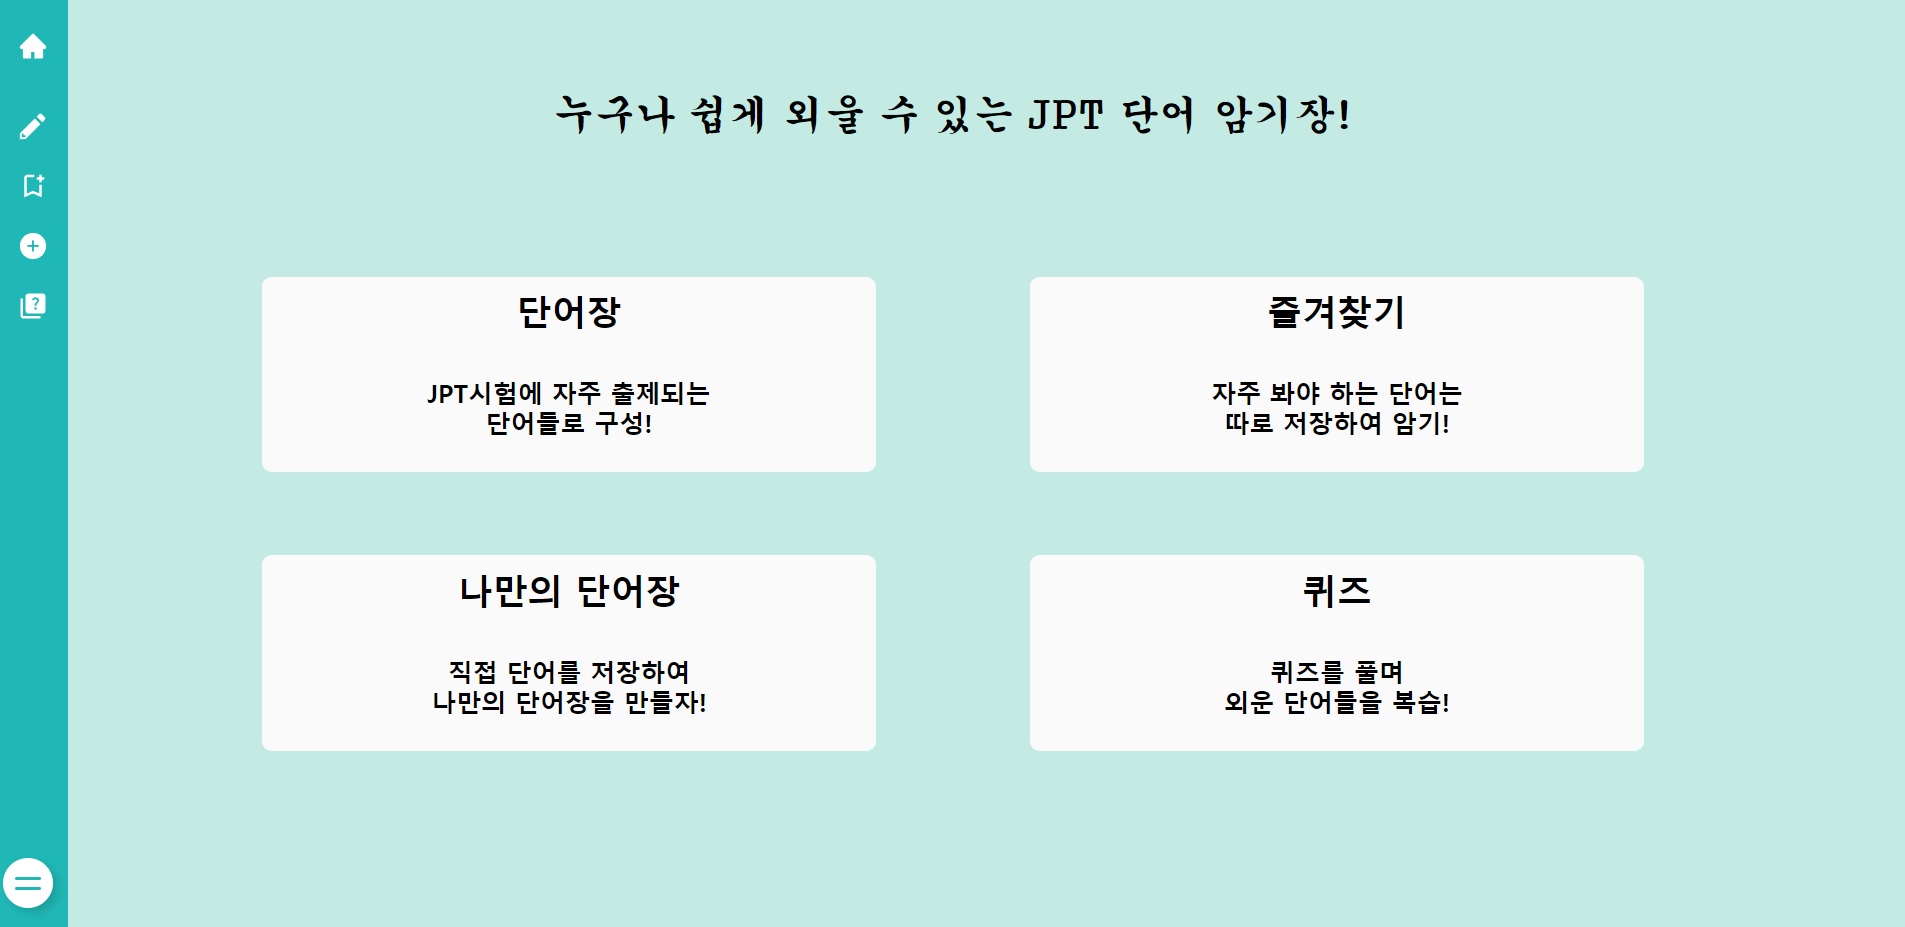 누구나 쉽게 외울 수 있는 JPT 단어 암기장!
단어장
JPT시험에 자주 출제되는
단어들로 구성!
즐겨찾기
자주 봐야 하는 단어는
따로 저장하여 암기!
나만의 단어장
직접 단어를 저장하여
나만의 단어장을 만들자!
퀴즈
퀴즈를 풀며
외운 단어들을 복습!